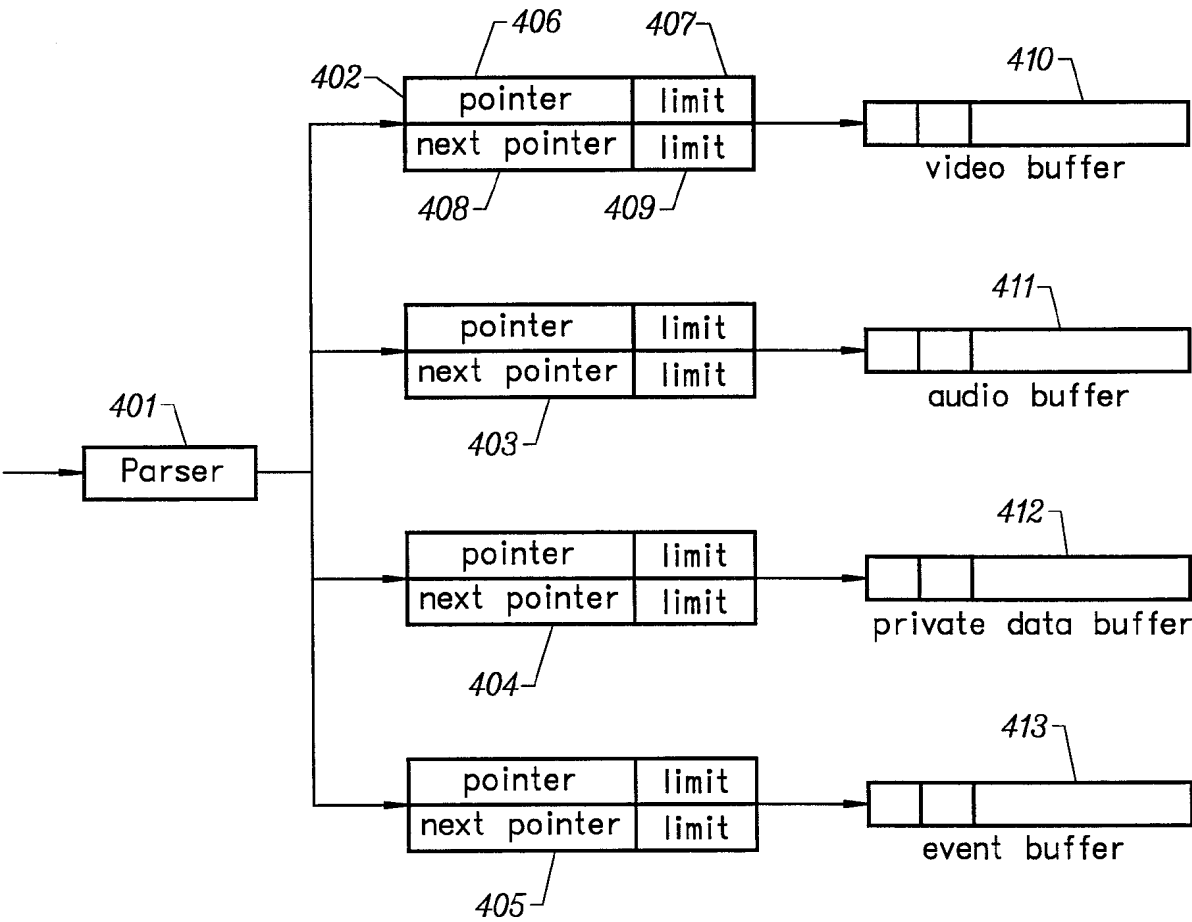 406
407
402
410
pointer limit
next pointer limit
video buffer
408
409
411
pointer limit
next pointer limit
audio buffer
401
403
Parser
412
pointer limit
next pointer limit
private data buffer
404
413
pointer limit
next pointer limit
event buffer
405